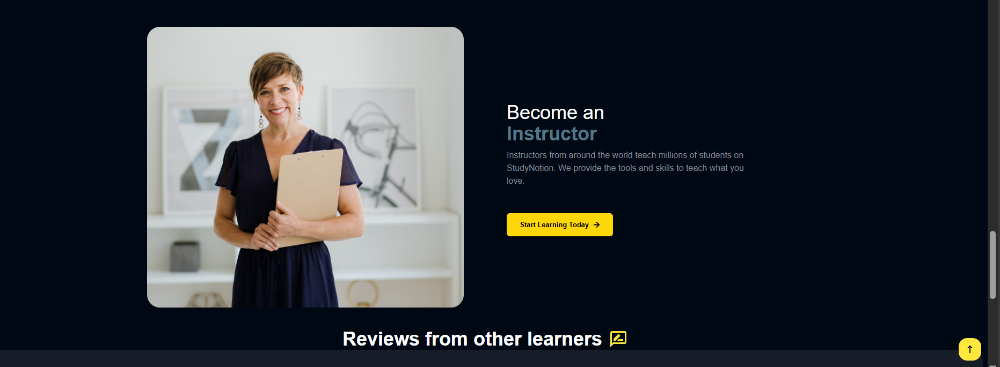 Become an
Instructor
Instructors from around the world teach millions of students on
StudyNotion. We provide the tools and skills to teach what you
love.
Start Learning Today
Reviews from other learners